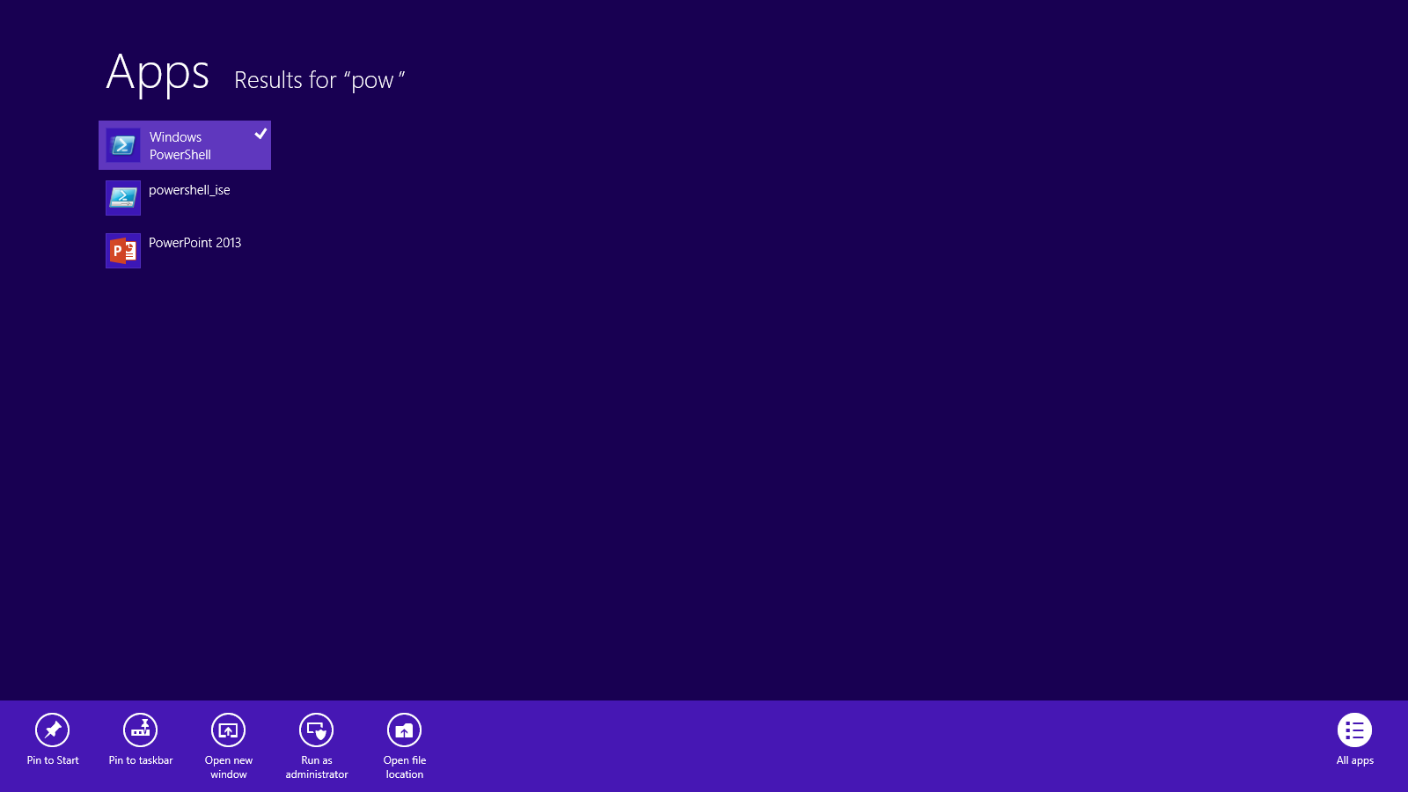 Apps Results for “pow ”
Windows
PowerShell
powershell_ise
P PowerPoint 2013
Pin to Start
Pin to taskbar
Open new
window
Run as
administrator
Open file
location
All apps